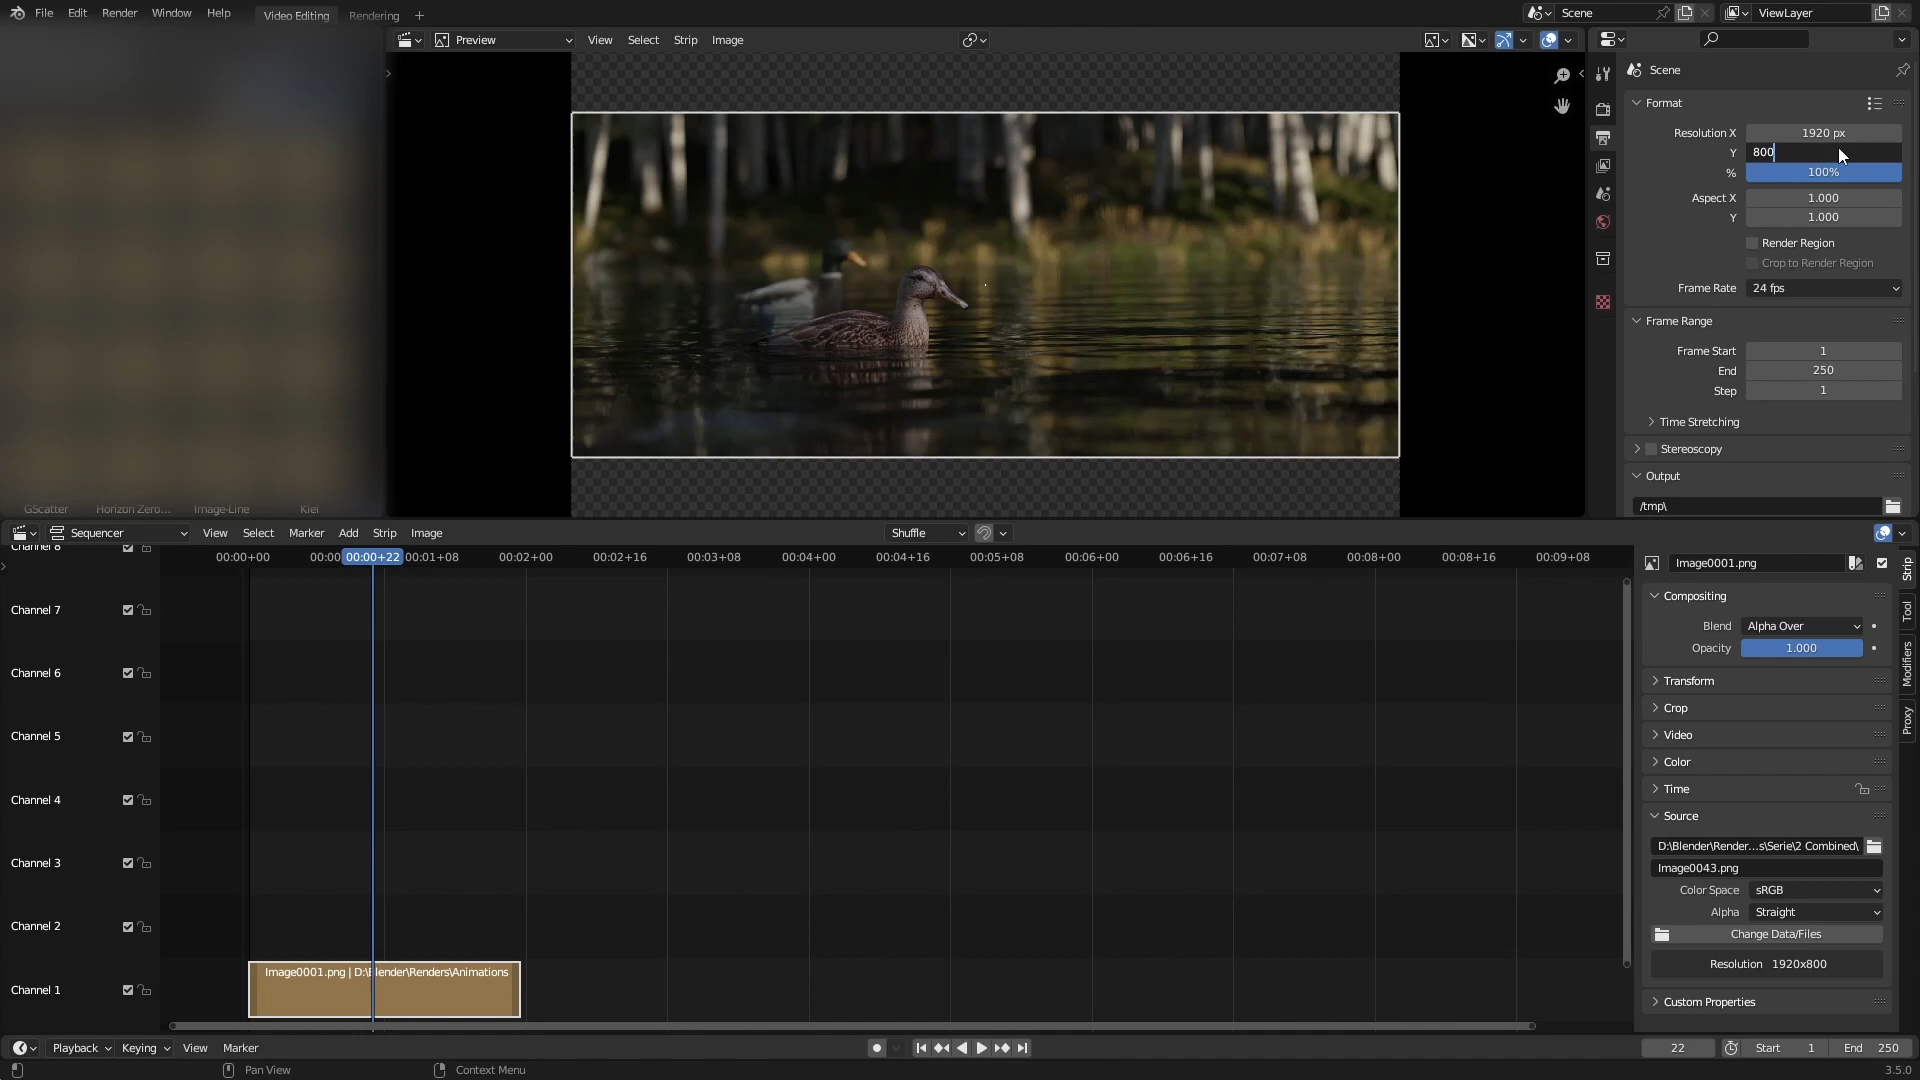 File Edit Render Window Help Video Editing Rendering + Scene ViewLayer
Preview View Select Strip Image
Scene
Format
Resolution X 1920 px
Y 800
% 100%
Aspect X 1.000
Y 1.000
Render Region
Crop to Render Region
Frame Rate 24 fps
Frame Range
Frame Start 1
End 250
Step 1
Time Stretching
Stereoscopy
Output
/tmp\
GScatter Horizon Zero... Image-Line
Sequencer View Select Marker Add Strip Image Shuffle
00:00+00 00:00 00:00+22 00:01+08 00:02+00 00:02+16 00:03+08 00:04+00 00:04+16 00:05+08 00:06+00 00:06+16 00:07+08 00:08+00 00:08+16 00:09+08
Channel 8
Channel 7
Channel 6
Channel 5
Channel 4
Channel 3
Channel 2
Channel 1
Image0001.png | D:\Blender\Renders\Animations
Image0001.png
Compositing
Blend Alpha Over
Opacity 1.000
Transform
Crop
Video
Color
Time
Source
D:\Blender\Render...s\Serie\2 Combined\
Image0043.png
Color Space sRGB
Alpha Straight
Change Data/Files
Resolution 1920x800
Custom Properties
Strip
Tool
Modifiers
Proxy
Playback Keying View Marker 22 Start 1 End 250
Pan View Context Menu 3.5.0